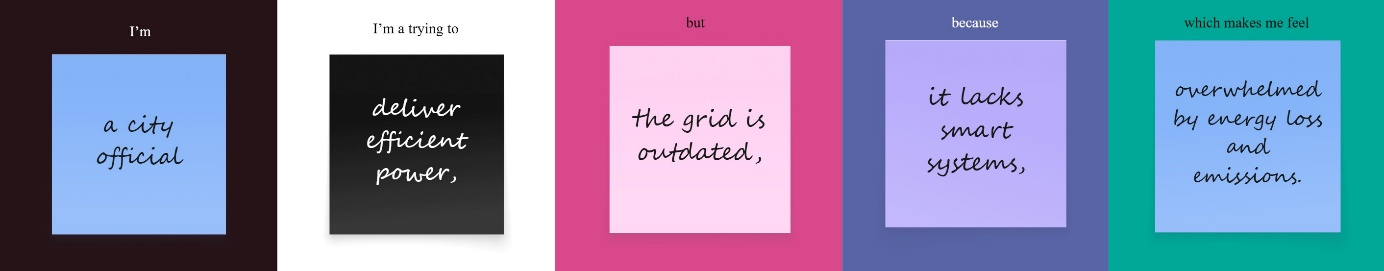 I'm
a city
official
I'm a trying to
deliver
efficient
power,
but
the grid is
outdated,
because
it lacks
smart
systems,
which makes me feel
overwhelmed
by energy loss
and
emissions.